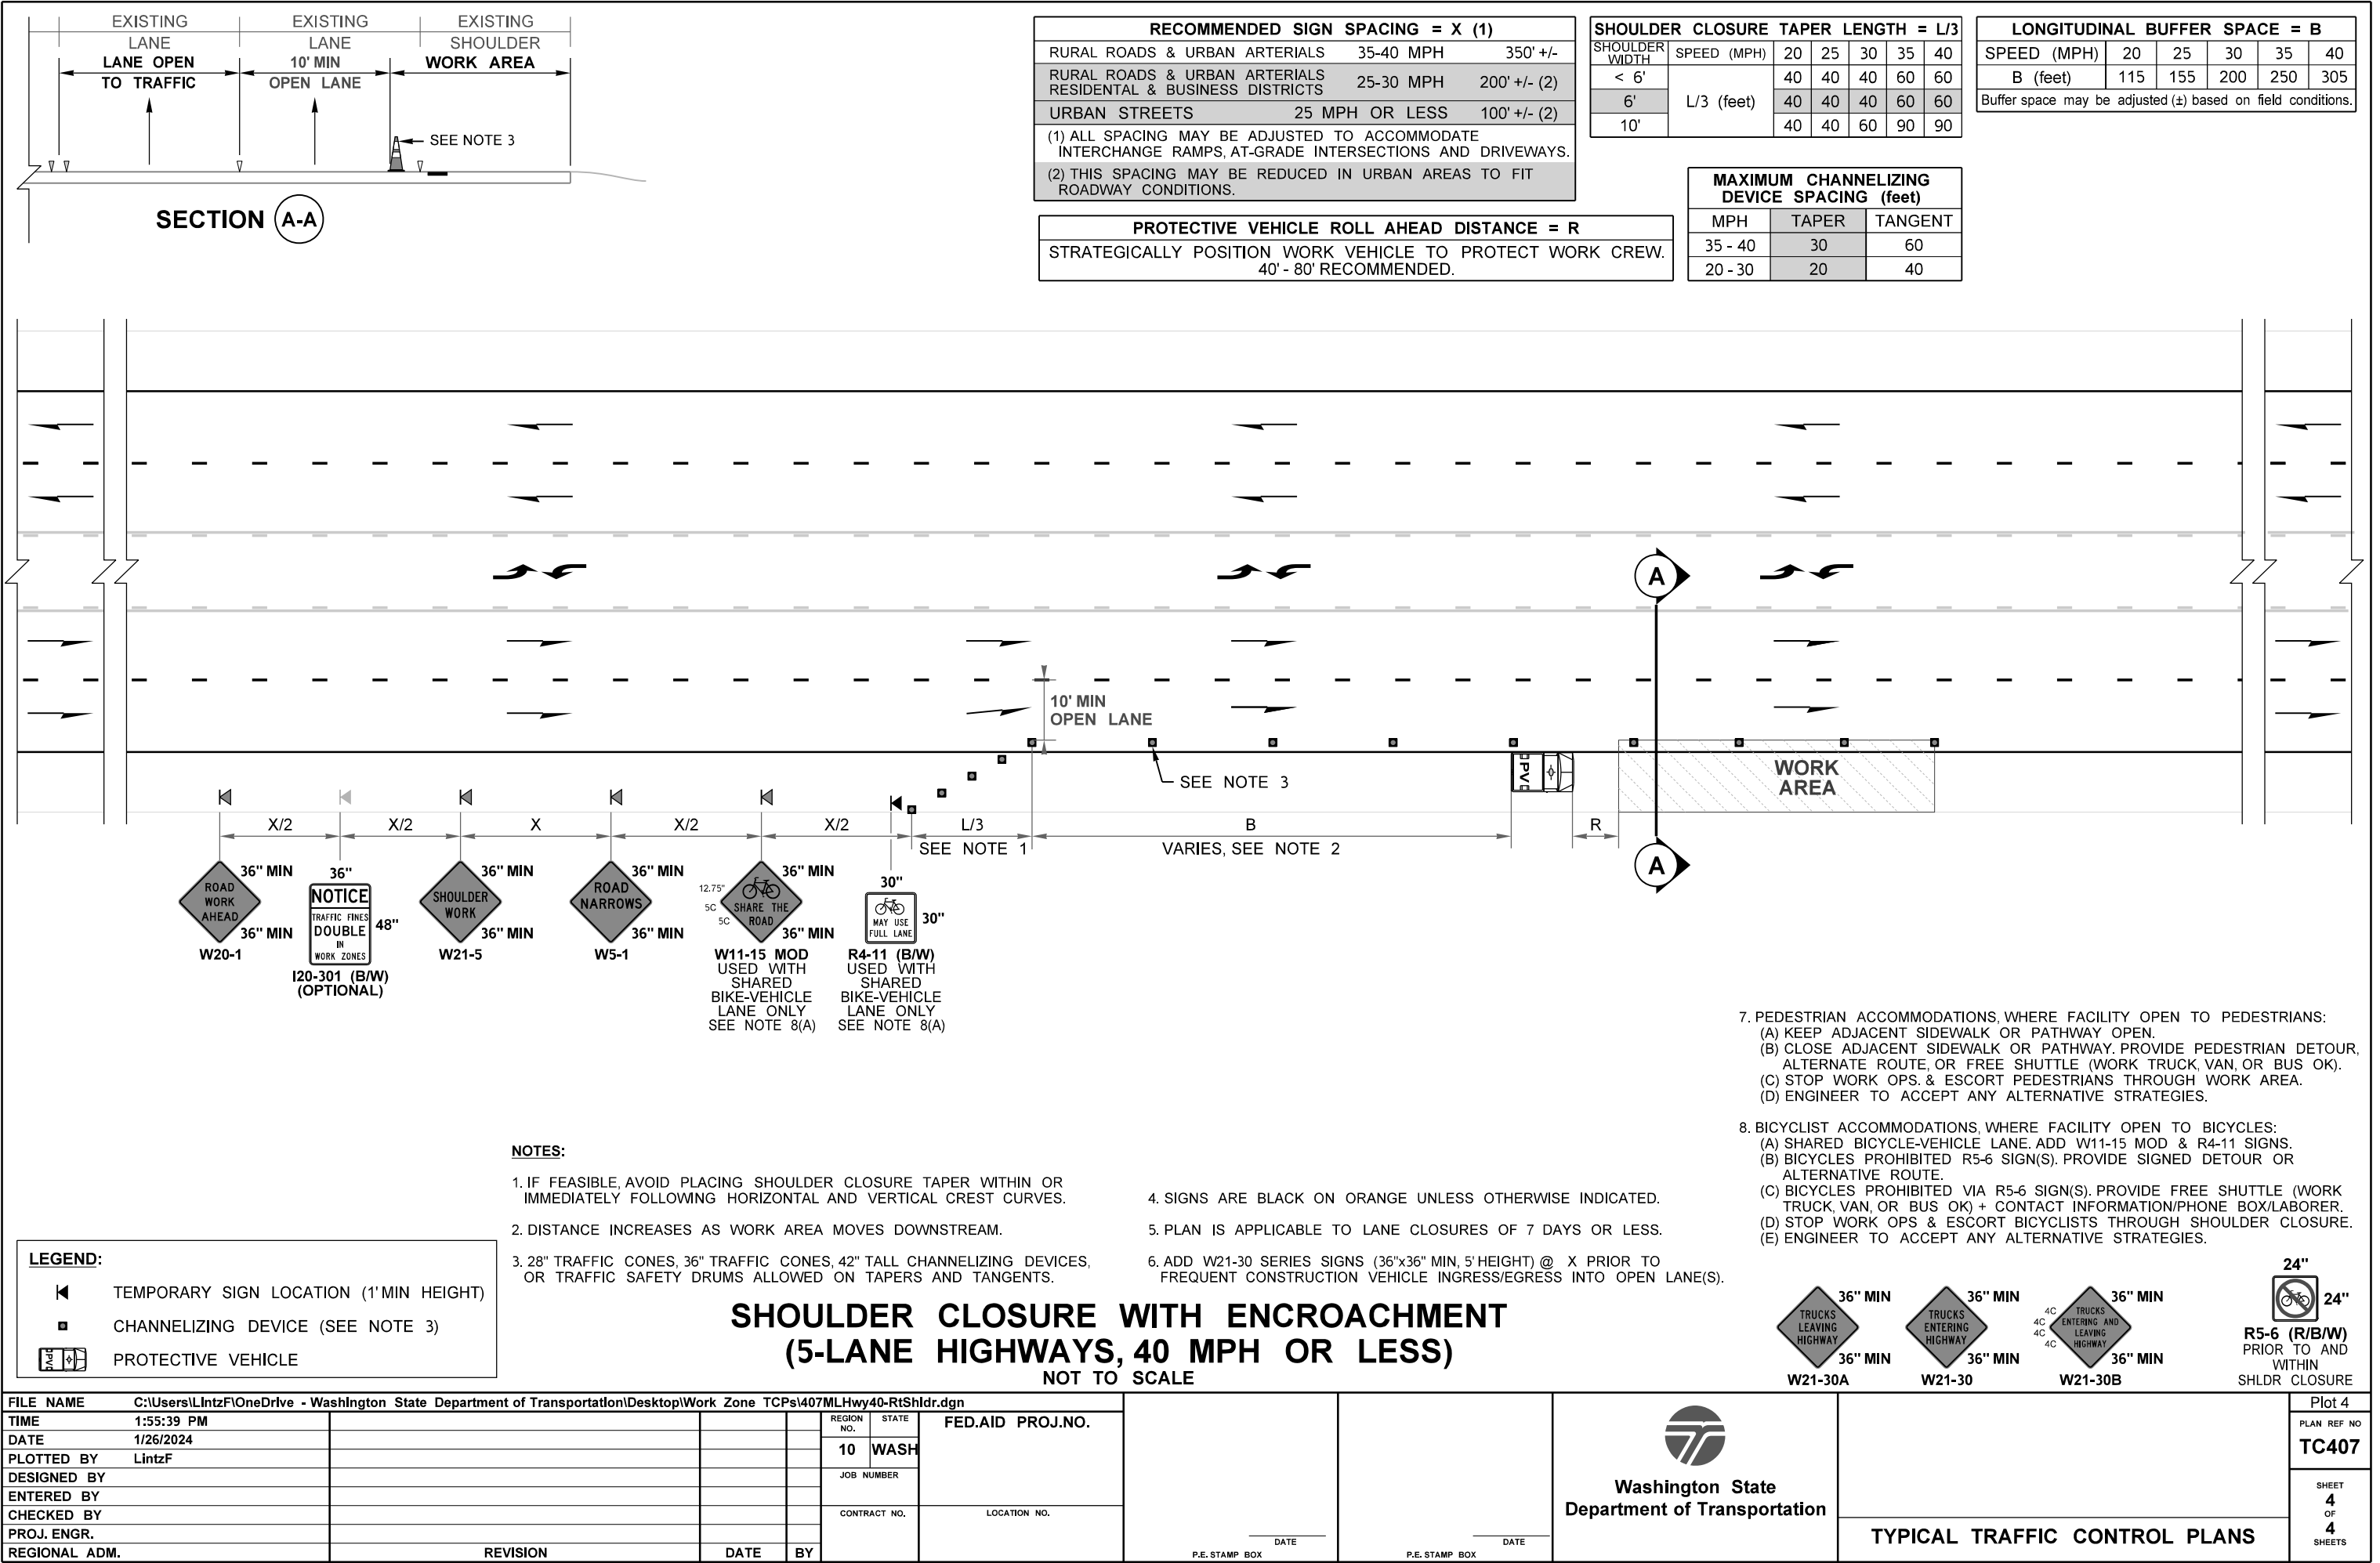 EXISTING EXISTING EXISTING
LANE LANE SHOULDER
LANE OPEN 10' MIN WORK AREA
TO TRAFFIC OPEN LANE
SEE NOTE 3
SECTION A-A
RECOMMENDED SIGN SPACING = X (1)
RURAL ROADS & URBAN ARTERIALS 35-40 MPH 350' +/-
RURAL ROADS & URBAN ARTERIALS
RESIDENTAL & BUSINESS DISTRICTS 25-30 MPH 200' +/- (2)
URBAN STREETS 25 MPH OR LESS 100' +/- (2)
(1) ALL SPACING MAY BE ADJUSTED TO ACCOMMODATE
INTERCHANGE RAMPS, AT-GRADE INTERSECTIONS AND DRIVEWAYS.
(2) THIS SPACING MAY BE REDUCED IN URBAN AREAS TO FIT
ROADWAY CONDITIONS.
SHOULDER CLOSURE TAPER LENGTH = L/3
SHOULDER WIDTH SPEED (MPH) 20 25 30 35 40
< 6' 40 40 40 60 60
6' L/3 (feet) 40 40 40 60 60
10' 40 40 60 90 90
LONGITUDINAL BUFFER SPACE = B
SPEED (MPH) 20 25 30 35 40
B (feet) 115 155 200 250 305
Buffer space may be adjusted (±) based on field conditions.
PROTECTIVE VEHICLE ROLL AHEAD DISTANCE = R
STRATEGICALLY POSITION WORK VEHICLE TO PROTECT WORK CREW.
40' - 80' RECOMMENDED.
MAXIMUM CHANNELIZING
DEVICE SPACING (feet)
MPH TAPER TANGENT
35 - 40 30 60
20 - 30 20 40
A
10' MIN
OPEN LANE
SEE NOTE 3
PV
WORK
AREA
X/2 X/2 X X/2 X/2 L/3 B R
SEE NOTE 1 VARIES, SEE NOTE 2
A
ROAD
WORK
AHEAD
36" MIN
36" MIN
W20-1
36"
NOTICE
TRAFFIC FINES
DOUBLE
IN
WORK ZONES
48"
I20-301 (B/W)
(OPTIONAL)
SHOULDER
WORK
36" MIN
36" MIN
W21-5
ROAD
NARROWS
36" MIN
36" MIN
W5-1
12.75"
5C
5C
SHARE THE
ROAD
36" MIN
36" MIN
W11-15 MOD
USED WITH
SHARED
BIKE-VEHICLE
LANE ONLY
SEE NOTE 8(A)
30"
MAY USE
FULL LANE
30"
R4-11 (B/W)
USED WITH
SHARED
BIKE-VEHICLE
LANE ONLY
SEE NOTE 8(A)
NOTES:
1. IF FEASIBLE, AVOID PLACING SHOULDER CLOSURE TAPER WITHIN OR
IMMEDIATELY FOLLOWING HORIZONTAL AND VERTICAL CREST CURVES.
2. DISTANCE INCREASES AS WORK AREA MOVES DOWNSTREAM.
3. 28" TRAFFIC CONES, 36" TRAFFIC CONES, 42" TALL CHANNELIZING DEVICES,
OR TRAFFIC SAFETY DRUMS ALLOWED ON TAPERS AND TANGENTS.
4. SIGNS ARE BLACK ON ORANGE UNLESS OTHERWISE INDICATED.
5. PLAN IS APPLICABLE TO LANE CLOSURES OF 7 DAYS OR LESS.
6. ADD W21-30 SERIES SIGNS (36"x36" MIN, 5' HEIGHT) @ X PRIOR TO
FREQUENT CONSTRUCTION VEHICLE INGRESS/EGRESS INTO OPEN LANE(S).
7. PEDESTRIAN ACCOMMODATIONS, WHERE FACILITY OPEN TO PEDESTRIANS:
(A) KEEP ADJACENT SIDEWALK OR PATHWAY OPEN.
(B) CLOSE ADJACENT SIDEWALK OR PATHWAY. PROVIDE PEDESTRIAN DETOUR,
ALTERNATE ROUTE, OR FREE SHUTTLE (WORK TRUCK, VAN, OR BUS OK).
(C) STOP WORK OPS. & ESCORT PEDESTRIANS THROUGH WORK AREA.
(D) ENGINEER TO ACCEPT ANY ALTERNATIVE STRATEGIES.
8. BICYCLIST ACCOMMODATIONS, WHERE FACILITY OPEN TO BICYCLES:
(A) SHARED BICYCLE-VEHICLE LANE. ADD W11-15 MOD & R4-11 SIGNS.
(B) BICYCLES PROHIBITED R5-6 SIGN(S). PROVIDE SIGNED DETOUR OR
ALTERNATIVE ROUTE.
(C) BICYCLES PROHIBITED VIA R5-6 SIGN(S). PROVIDE FREE SHUTTLE (WORK
TRUCK, VAN, OR BUS OK) + CONTACT INFORMATION/PHONE BOX/LABORER.
(D) STOP WORK OPS & ESCORT BICYCLISTS THROUGH SHOULDER CLOSURE.
(E) ENGINEER TO ACCEPT ANY ALTERNATIVE STRATEGIES.
LEGEND:
TEMPORARY SIGN LOCATION (1' MIN HEIGHT)
CHANNELIZING DEVICE (SEE NOTE 3)
PV PROTECTIVE VEHICLE
SHOULDER CLOSURE WITH ENCROACHMENT
(5-LANE HIGHWAYS, 40 MPH OR LESS)
NOT TO SCALE
TRUCKS
LEAVING
HIGHWAY
36" MIN
36" MIN
W21-30A
TRUCKS
ENTERING
HIGHWAY
36" MIN
36" MIN
W21-30
4C
4C
4C
4C
TRUCKS
ENTERING AND
LEAVING
HIGHWAY
36" MIN
36" MIN
W21-30B
24"
24"
R5-6 (R/B/W)
PRIOR TO AND
WITHIN
SHLDR CLOSURE
FILE NAME C:\Users\LintzF\OneDrive - Washington State Department of Transportation\Desktop\Work Zone TCPs\407MLHwy40-RtShldr.dgn
TIME 1:55:39 PM
DATE 1/26/2024
PLOTTED BY LintzF
DESIGNED BY
ENTERED BY
CHECKED BY
PROJ. ENGR.
REGIONAL ADM. REVISION DATE BY
REGION NO. STATE
10 WASH
JOB NUMBER
CONTRACT NO.
FED.AID PROJ.NO.
LOCATION NO.
DATE
P.E. STAMP BOX
DATE
P.E. STAMP BOX
Washington State
Department of Transportation
TYPICAL TRAFFIC CONTROL PLANS
Plot 4
PLAN REF NO
TC407
SHEET
4
OF
4
SHEETS